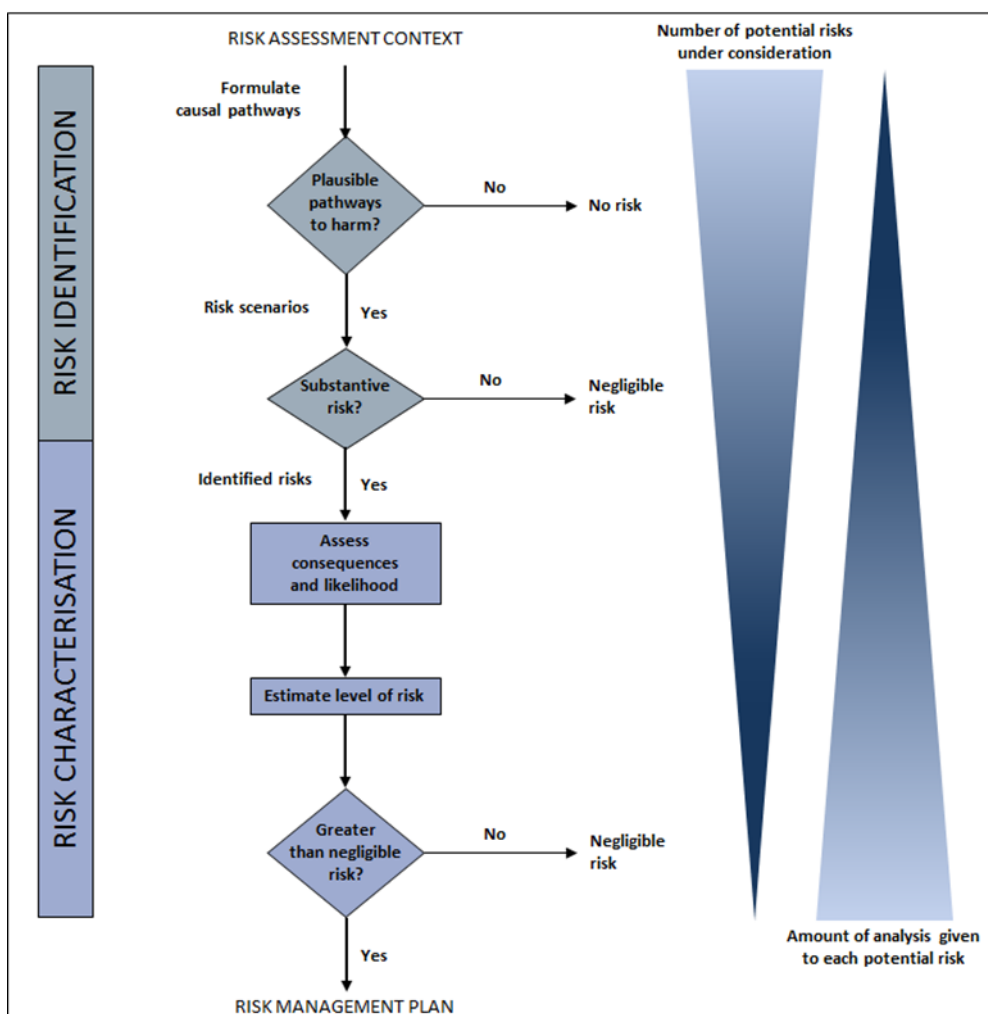 RISK ASSESSMENT CONTEXT
Number of potential risks
under consideration
RISK IDENTIFICATION
Formulate
causal pathways
Plausible
pathways
to harm?
No
No risk
Risk scenarios
Yes
Substantive
risk?
No
Negligible
risk
RISK CHARACTERISATION
Identified risks
Yes
Assess
consequences
and likelihood
Estimate level of risk
Greater
than negligible
risk?
No
Negligible
risk
Yes
Amount of analysis given
to each potential risk
RISK MANAGEMENT PLAN